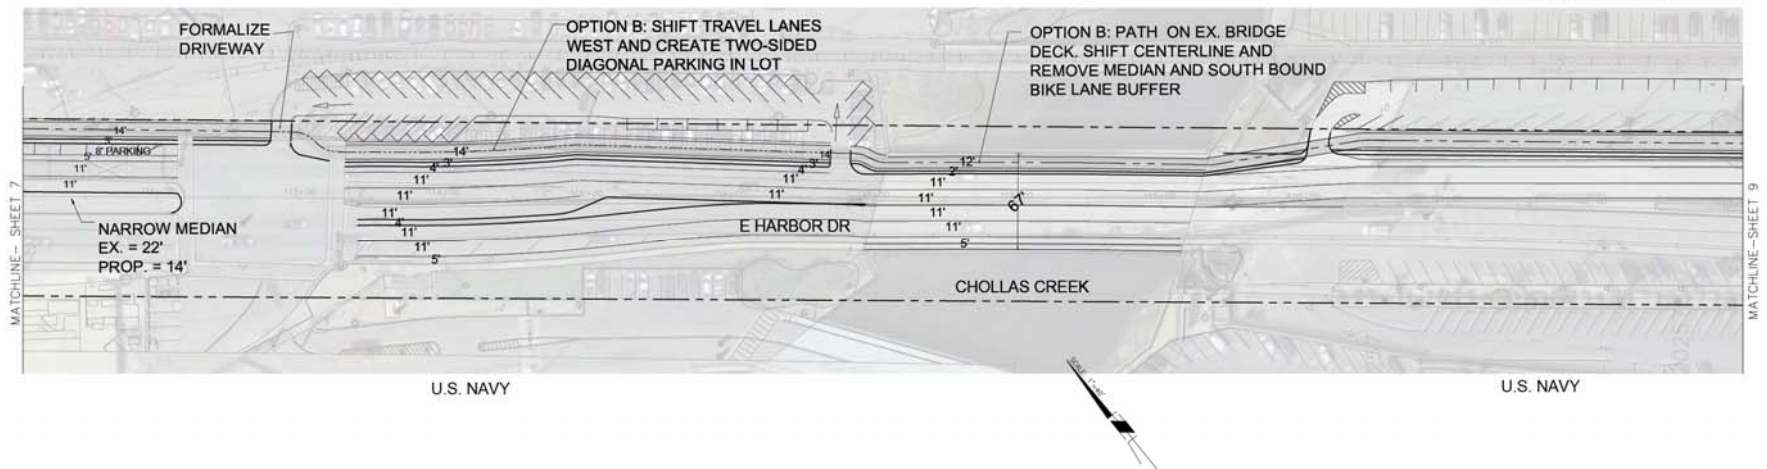 FORMALIZE
DRIVEWAY
OPTION B: SHIFT TRAVEL LANES
WEST AND CREATE TWO-SIDED
DIAGONAL PARKING IN LOT
OPTION B: PATH ON EX. BRIDGE
DECK. SHIFT CENTERLINE AND
REMOVE MEDIAN AND SOUTH BOUND
BIKE LANE BUFFER
MATCHLINE- SHEET 7
14'
8' PARKING
5'
11'
11'
NARROW MEDIAN
EX. = 22'
PROP. = 14'
14'
4' 3'
11'
11'
11'
4'
11'
11'
5'
14'
4' 3'
11'
11'
E HARBOR DR
12'
2'
11'
11'
11'
11'
5'
67'
CHOLLAS CREEK
MATCHLINE-SHEET 9
U.S. NAVY
U.S. NAVY
SCALE: 1"=40'